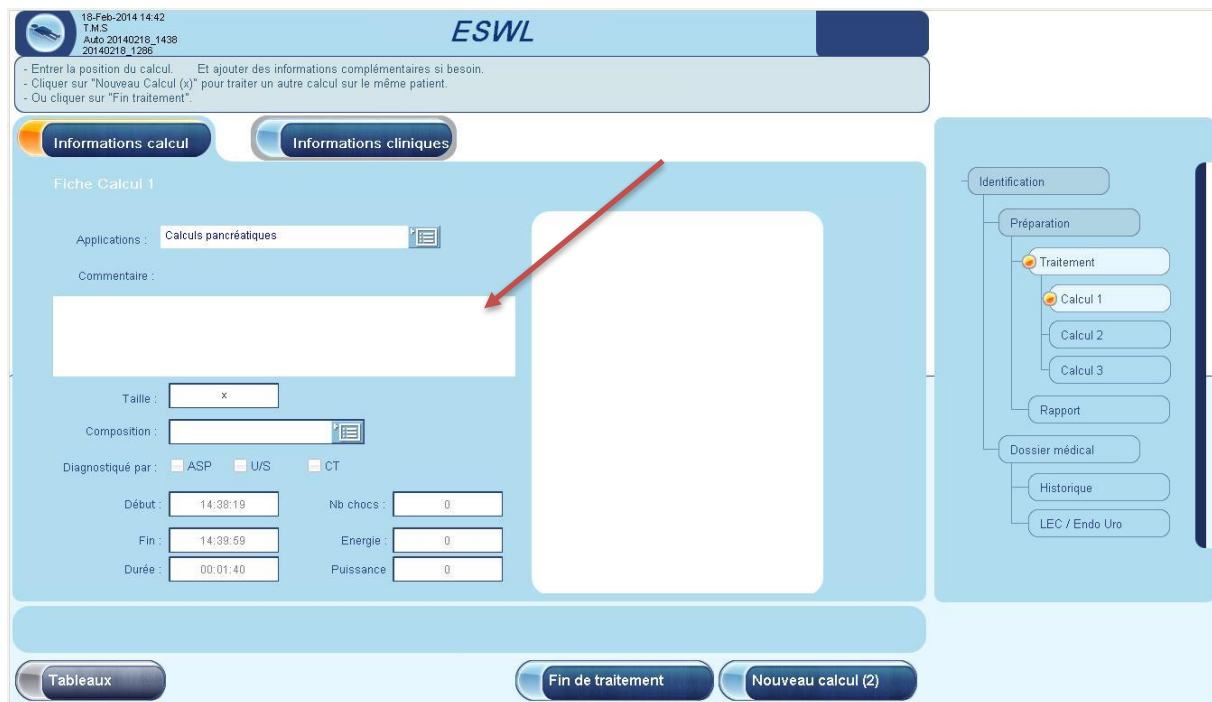 18-Feb-2014 14:42
T.M.S
Auto 20140218_1438
20140218_1286
ESWL
- Entrer la position du calcul. Et ajouter des informations complémentaires si besoin.
- Cliquer sur "Nouveau Calcul (x)" pour traiter un autre calcul sur le même patient.
- Ou cliquer sur "Fin traitement".
Informations calcul
Informations cliniques
Fiche Calcul 1
Applications : Calculs pancréatiques
Commentaire :
Taille : x
Composition :
Diagnostiqué par : ASP U/S CT
Début : 14:38:19 Nb chocs : 0
Fin : 14:39:59 Energie : 0
Durée : 00:01:40 Puissance 0
Tableaux
Fin de traitement
Nouveau calcul (2)
Identification
Préparation
Traitement
Calcul 1
Calcul 2
Calcul 3
Rapport
Dossier médical
Historique
LEC / Endo Uro